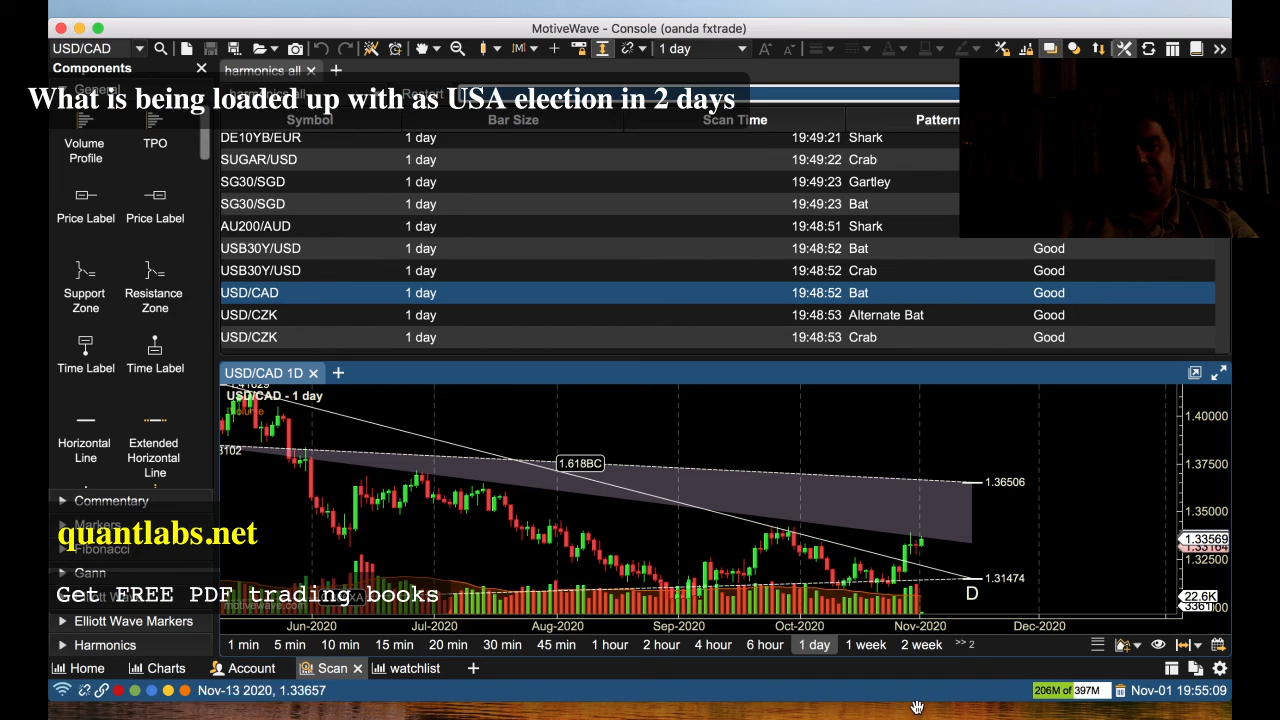 MotiveWave - Console (oanda fxtrade)
USD/CAD
1 day
Components
harmonics all
General
What is being loaded up with as USA election in 2 days
Restart
Symbol Bar Size Scan Time Pattern
DE10YB/EUR 1 day 19:49:21 Shark
SUGAR/USD 1 day 19:49:22 Crab
SG30/SGD 1 day 19:49:23 Gartley
SG30/SGD 1 day 19:49:23 Bat
AU200/AUD 1 day 19:48:51 Shark
USB30Y/USD 1 day 19:48:52 Bat Good
USB30Y/USD 1 day 19:48:52 Crab Good
USD/CAD 1 day 19:48:52 Bat Good
USD/CZK 1 day 19:48:53 Alternate Bat Good
USD/CZK 1 day 19:48:53 Crab Good
Volume Profile
TPO
Price Label
Price Label
Support Zone
Resistance Zone
Time Label
Time Label
Horizontal Line
Extended Horizontal Line
Commentary
Markers
quantlabs.net
Fibonacci
Gann
Get FREE PDF trading books
Elliott Wave Markers
Harmonics
USD/CAD 1D
1.41029
USD/CAD - 1 day
Volume
1.618BC
1.36506
1.31474
D
motivewave.com
1.40000
1.37500
1.35000
1.33569
1.32500
22.6K
Jun-2020 Jul-2020 Aug-2020 Sep-2020 Oct-2020 Nov-2020 Dec-2020
1 min 5 min 10 min 15 min 20 min 30 min 45 min 1 hour 2 hour 4 hour 6 hour 1 day 1 week 2 week >> 2
Home Charts Account Scan watchlist
Nov-13 2020, 1.33657
206M of 397M
Nov-01 19:55:09